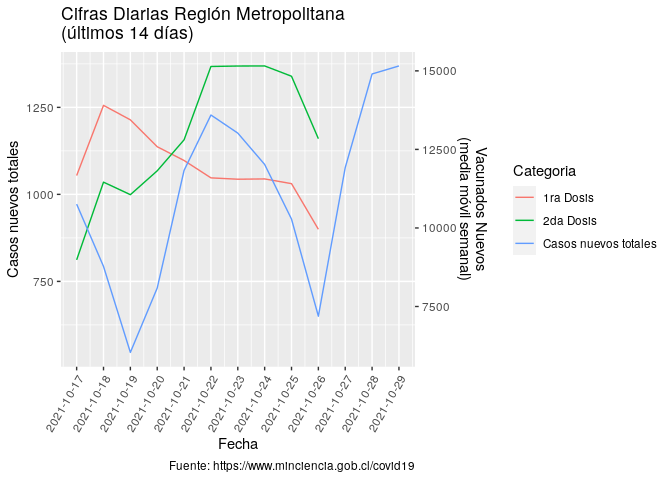 Cifras Diarias Región Metropolitana
(últimos 14 días)
Casos nuevos totales
1250
1000
750
15000
12500
10000
7500
Vacunados Nuevos
(media móvil semanal)
2021-10-17
2021-10-18
2021-10-19
2021-10-20
2021-10-21
2021-10-22
2021-10-23
2021-10-24
2021-10-25
2021-10-26
2021-10-27
2021-10-28
2021-10-29
Fecha
Categoria
1ra Dosis
2da Dosis
Casos nuevos totales
Fuente: https://www.minciencia.gob.cl/covid19